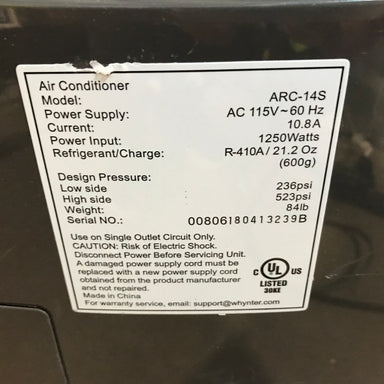 Air Conditioner
Model: ARC-14S
Power Supply: AC 115V~60 Hz
Current: 10.8A
Power Input: 1250Watts
Refrigerant/Charge: R-410A/21.2 Oz
(600g)
Design Pressure:
Low side 236psi
High side 523psi
Weight: 84lb
Serial NO.: 00806180413239B
Use on Single Outlet Circuit Only.
CAUTION: Risk of Electric Shock.
Disconnect Power Before Servicing Unit.
A damaged power supply cord must be
replaced with a new power supply cord
obtained from the product manufacturer
and not repaired.
Made in China
For warranty service, email: support@whynter.com
C UL US
LISTED
30KE